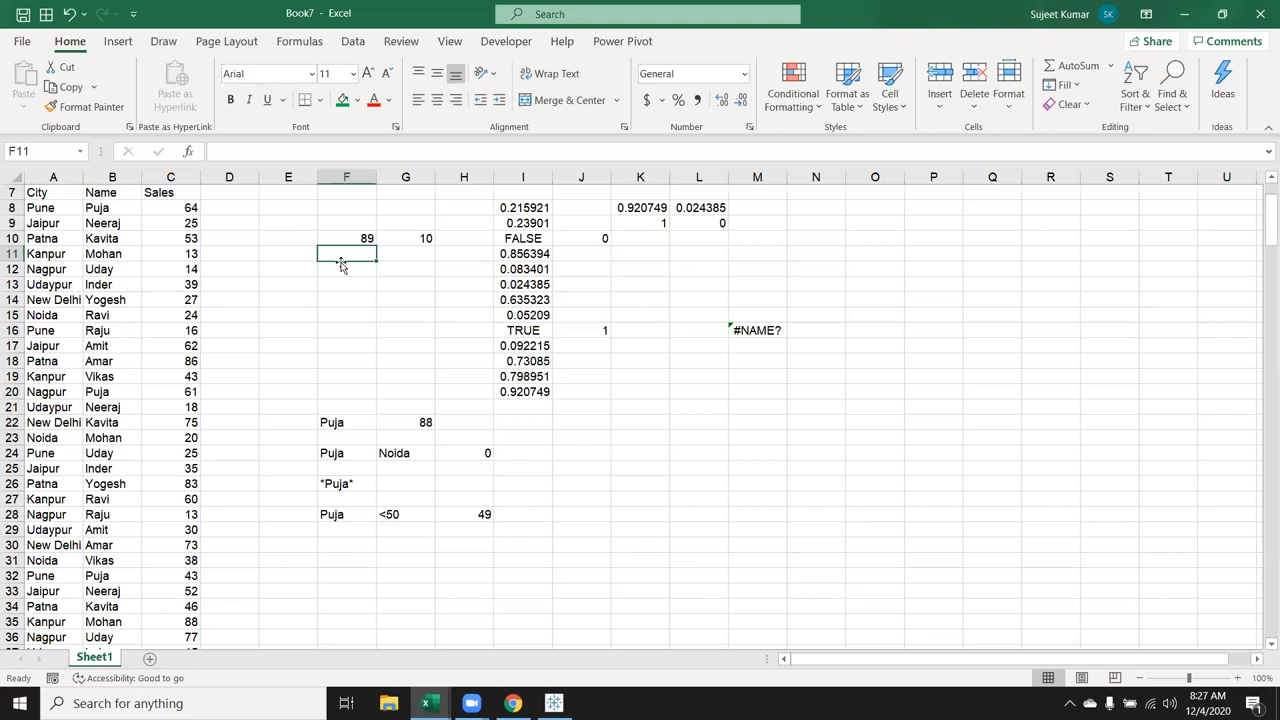 Book7 - Excel
Search
Sujeet Kumar
SK
File Home Insert Draw Page Layout Formulas Data Review View Developer Help Power Pivot
Share
Comments
Paste
Cut
Copy
Format Painter
Clipboard
Paste as Hyperlink
Paste as HyperLink
Arial
11
B I U
Font
Wrap Text
Merge & Center
Alignment
General
$ % ,
Number
Conditional Formatting
Format as Table
Cell Styles
Styles
Insert
Delete
Format
Cells
AutoSum
Fill
Clear
Sort & Filter
Find & Select
Editing
Ideas
Ideas
F11
fx
A B C D E F G H I J K L M N O P Q R S T U
7 City Name Sales
8 Pune Puja 64 0.215921 0.920749 0.024385
9 Jaipur Neeraj 25 0.23901 1 0
10 Patna Kavita 53 89 10 FALSE 0
11 Kanpur Mohan 13 0.856394
12 Nagpur Uday 14 0.083401
13 Udaypur Inder 39 0.024385
14 New Delhi Yogesh 27 0.635323
15 Noida Ravi 24 0.05209
16 Pune Raju 16 TRUE 1 #NAME?
17 Jaipur Amit 62 0.092215
18 Patna Amar 86 0.73085
19 Kanpur Vikas 43 0.798951
20 Nagpur Puja 61 0.920749
21 Udaypur Neeraj 18
22 New Delhi Kavita 75 Puja 88
23 Noida Mohan 20
24 Pune Uday 25 Puja Noida 0
25 Jaipur Inder 35
26 Patna Yogesh 83 *Puja*
27 Kanpur Ravi 60
28 Nagpur Raju 13 Puja <50 49
29 Udaypur Amit 30
30 New Delhi Amar 73
31 Noida Vikas 38
32 Pune Puja 43
33 Jaipur Neeraj 52
34 Patna Kavita 46
35 Kanpur Mohan 88
36 Nagpur Uday 77
Sheet1
Ready
Accessibility: Good to go
100%
Type here to search
8:27 AM
12/4/2020